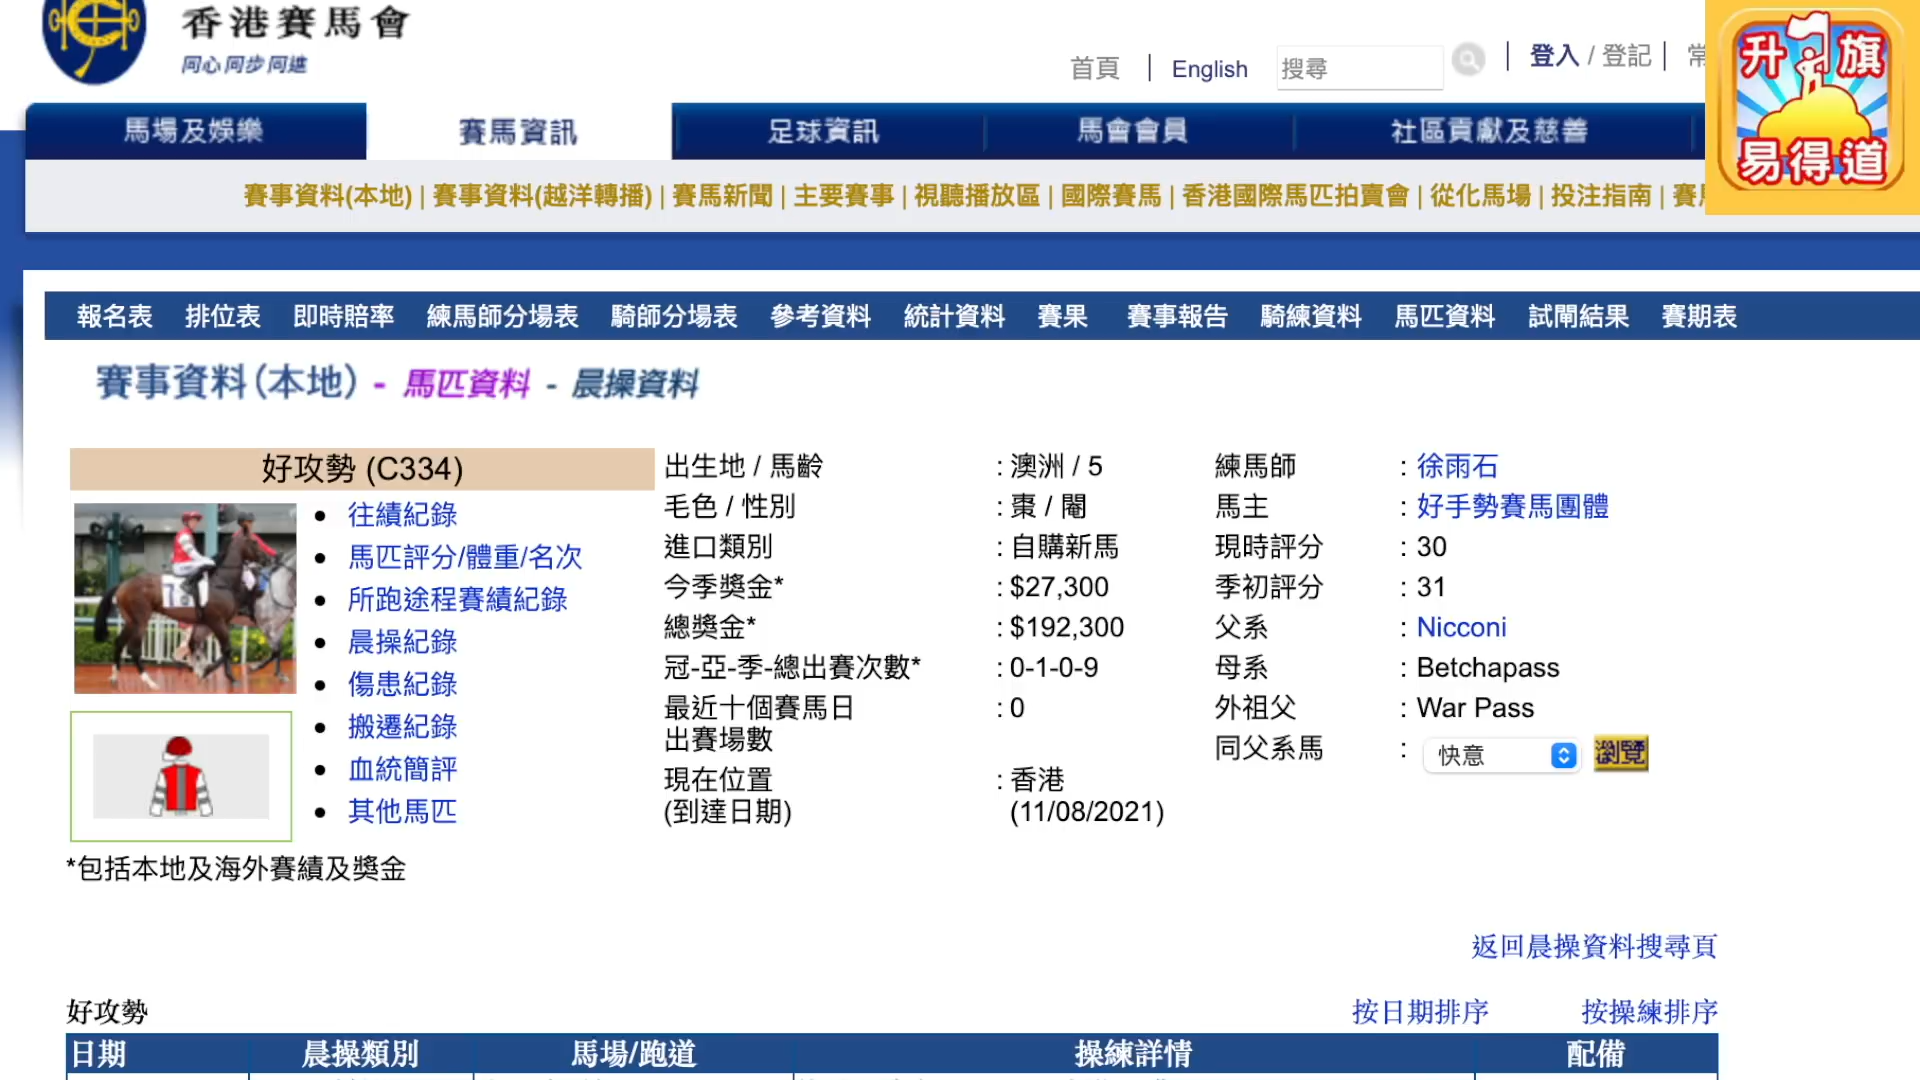 香港賽馬會
同心同步同進
首頁 | English 搜尋 | 登入 / 登記 | 常
升旗
易得道
馬場及娛樂 賽馬資訊 足球資訊 馬會會員 社區貢獻及慈善
賽事資料(本地) | 賽事資料(越洋轉播) | 賽馬新聞 | 主要賽事 | 視聽播放區 | 國際賽馬 | 香港國際馬匹拍賣會 | 從化馬場 | 投注指南 | 賽
報名表 排位表 即時賠率 練馬師分場表 騎師分場表 參考資料 統計資料 賽果 賽事報告 騎練資料 馬匹資料 試閘結果 賽期表
賽事資料(本地) - 馬匹資料 - 晨操資料
好攻勢 (C334)
往績紀錄
馬匹評分/體重/名次
所跑途程賽績紀錄
晨操紀錄
傷患紀錄
搬遷紀錄
血統簡評
其他馬匹
出生地 / 馬齡 : 澳洲 / 5
毛色 / 性別 : 棗 / 閹
進口類別 : 自購新馬
今季獎金* : $27,300
總獎金* : $192,300
冠-亞-季-總出賽次數* : 0-1-0-9
最近十個賽馬日 : 0
出賽場數
現在位置 : 香港
(到達日期) (11/08/2021)
練馬師 : 徐雨石
馬主 : 好手勢賽馬團體
現時評分 : 30
季初評分 : 31
父系 : Nicconi
母系 : Betchapass
外祖父 : War Pass
同父系馬 : 快意 瀏覽
*包括本地及海外賽績及獎金
返回晨操資料搜尋頁
好攻勢 按日期排序 按操練排序
日期 晨操類別 馬場/跑道 操練詳情 配備